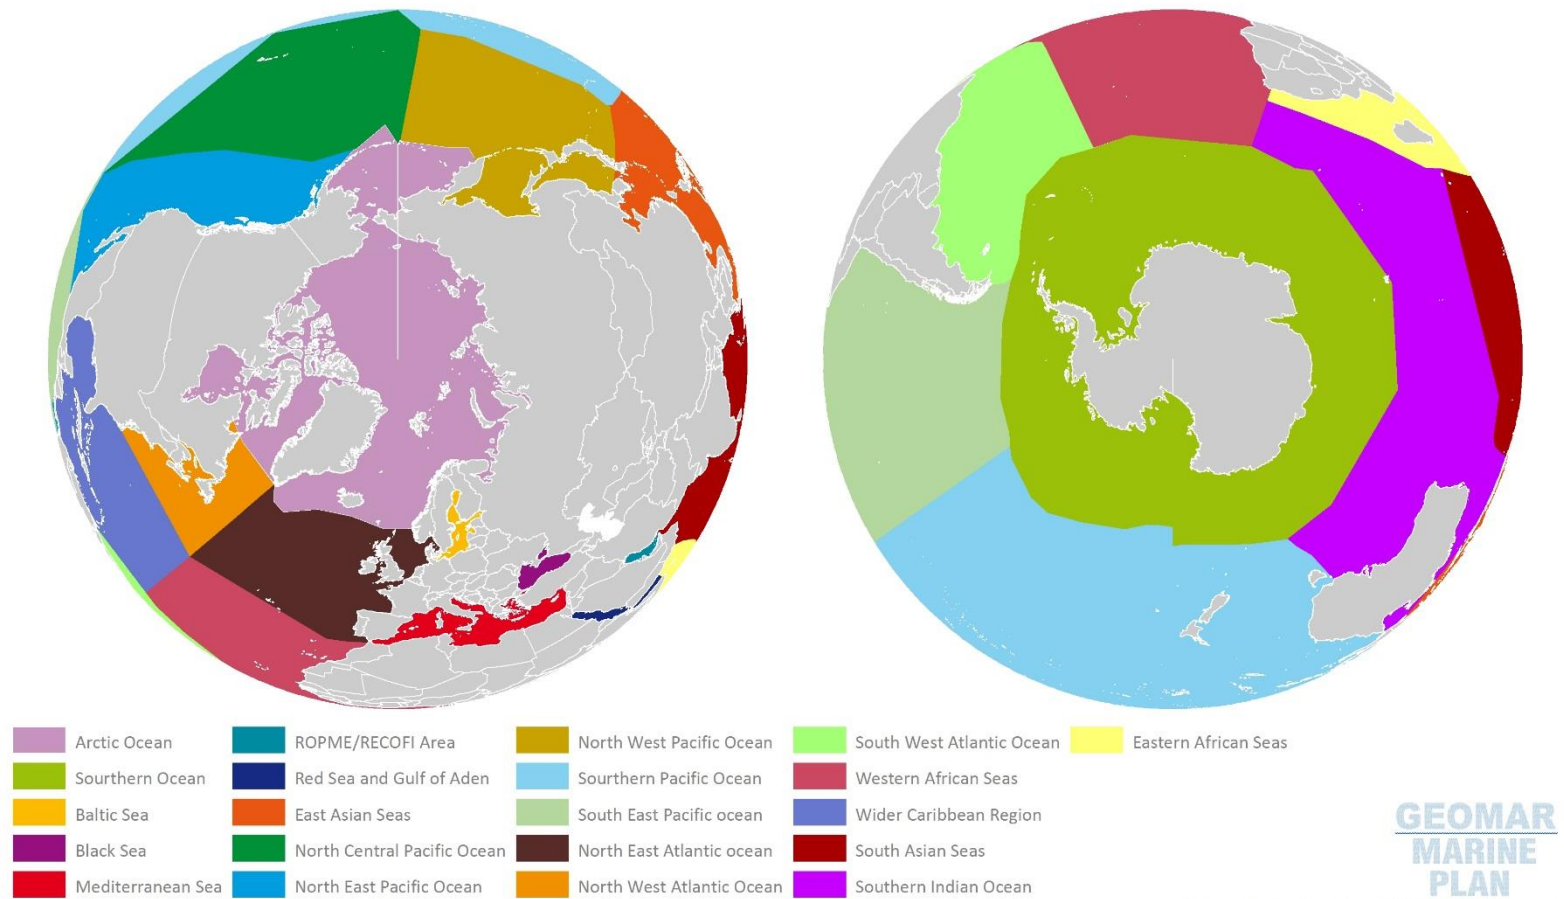 Arctic Ocean
Sourthern Ocean
Baltic Sea
Black Sea
Mediterranean Sea
ROPME/RECOFI Area
Red Sea and Gulf of Aden
East Asian Seas
North Central Pacific Ocean
North East Pacific Ocean
North West Pacific Ocean
Sourthern Pacific Ocean
South East Pacific ocean
North East Atlantic ocean
North West Atlantic Ocean
South West Atlantic Ocean
Western African Seas
Wider Caribbean Region
South Asian Seas
Southern Indian Ocean
Eastern African Seas
GEOMAR
MARINE
PLAN